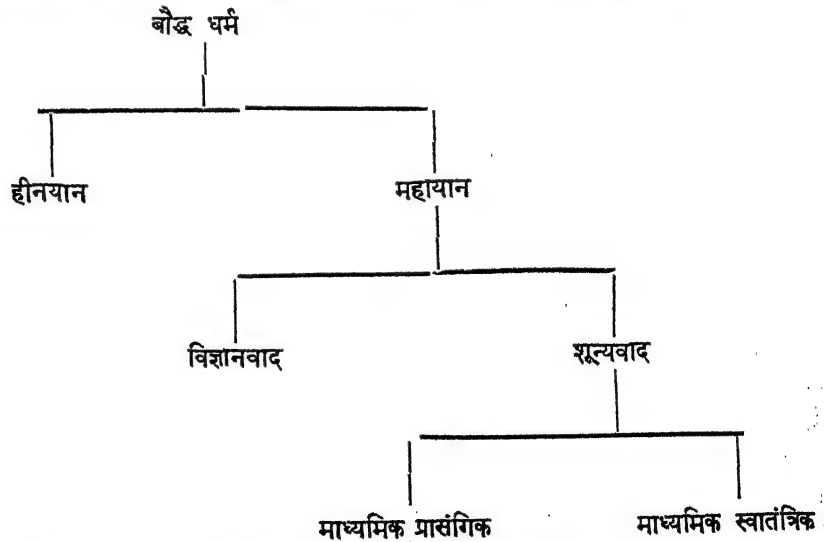 बौद्ध धर्म
हीनयान महायान
विज्ञानवाद शून्यवाद
माध्यमिक प्रासंगिक माध्यमिक स्वातंत्रिक